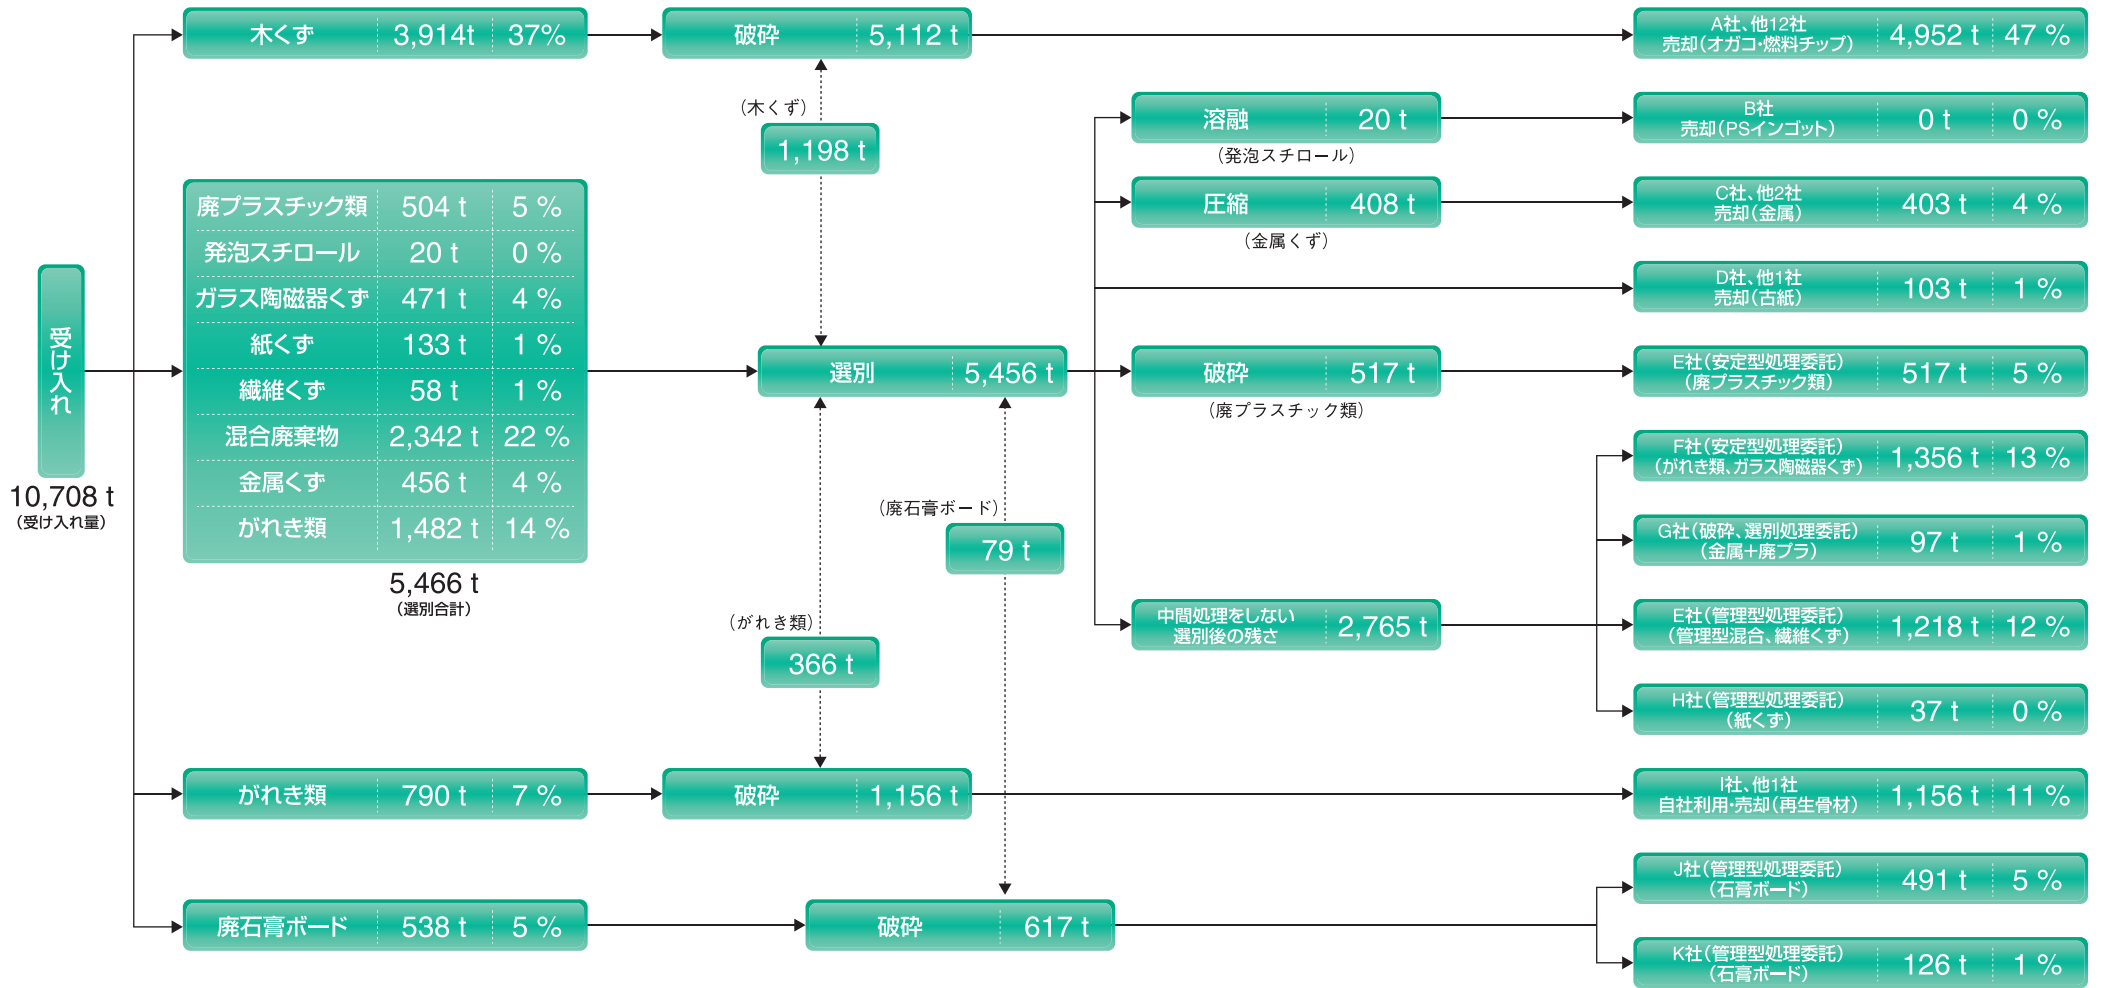 受け入れ
10,708 t
（受け入れ量）
木くず 3,914t 37%
廃プラスチック類 504 t 5 %
発泡スチロール 20 t 0 %
ガラス陶磁器くず 471 t 4 %
紙くず 133 t 1 %
繊維くず 58 t 1 %
混合廃棄物 2,342 t 22 %
金属くず 456 t 4 %
がれき類 1,482 t 14 %
5,466 t
（選別合計）
がれき類 790 t 7 %
廃石膏ボード 538 t 5 %
破砕 5,112 t
（木くず）
1,198 t
選別 5,456 t
（廃石膏ボード）
79 t
（がれき類）
366 t
破砕 1,156 t
破砕 617 t
溶融 20 t
（発泡スチロール）
圧縮 408 t
（金属くず）
破砕 517 t
（廃プラスチック類）
中間処理をしない
選別後の残さ 2,765 t
A社、他12社
売却（オガコ・燃料チップ） 4,952 t 47 %
B社
売却（PSインゴット） 0 t 0 %
C社、他2社
売却（金属） 403 t 4 %
D社、他1社
売却（古紙） 103 t 1 %
E社（安定型処理委託）
（廃プラスチック類） 517 t 5 %
F社（安定型処理委託）
（がれき類、ガラス陶磁器くず） 1,356 t 13 %
G社（破砕、選別処理委託）
（金属＋廃プラ） 97 t 1 %
E社（管理型処理委託）
（管理型混合、繊維くず） 1,218 t 12 %
H社（管理型処理委託）
（紙くず） 37 t 0 %
I社、他1社
自社利用・売却（再生骨材） 1,156 t 11 %
J社（管理型処理委託）
（石膏ボード） 491 t 5 %
K社（管理型処理委託）
（石膏ボード） 126 t 1 %